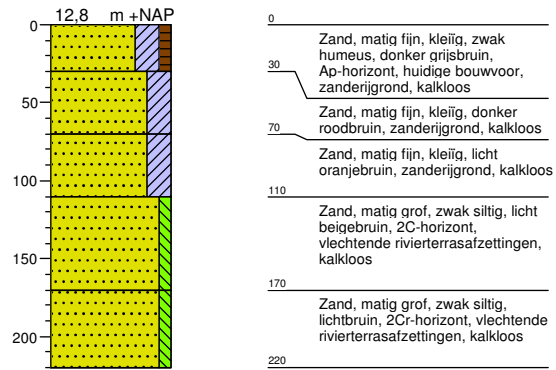 12,8 m +NAP
0
50
100
150
200
0
Zand, matig fijn, kleiïg, zwak
humeus, donker grijsbruin,
Ap-horizont, huidige bouwvoor,
zanderijgrond, kalkloos
30
Zand, matig fijn, kleiïg, donker
roodbruin, zanderijgrond, kalkloos
70
Zand, matig fijn, kleiïg, licht
oranjebruin, zanderijgrond, kalkloos
110
Zand, matig grof, zwak siltig, licht
beigebruin, 2C-horizont,
vlechtende rivierterrasafzettingen,
kalkloos
170
Zand, matig grof, zwak siltig,
lichtbruin, 2Cr-horizont, vlechtende
rivierterrasafzettingen, kalkloos
220